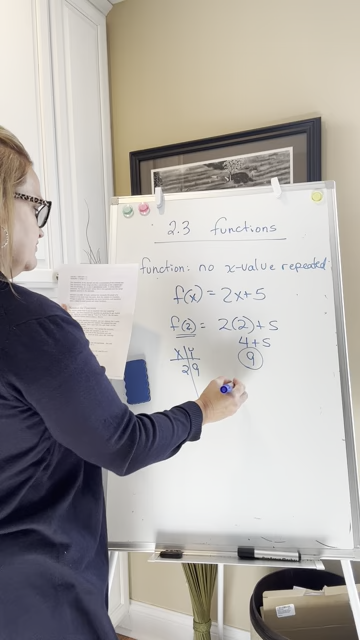 2.3 functions
function: no x-value repeated
f(x) = 2x+5
f(2) = 2(2)+5
4+5
9
x y
2 9